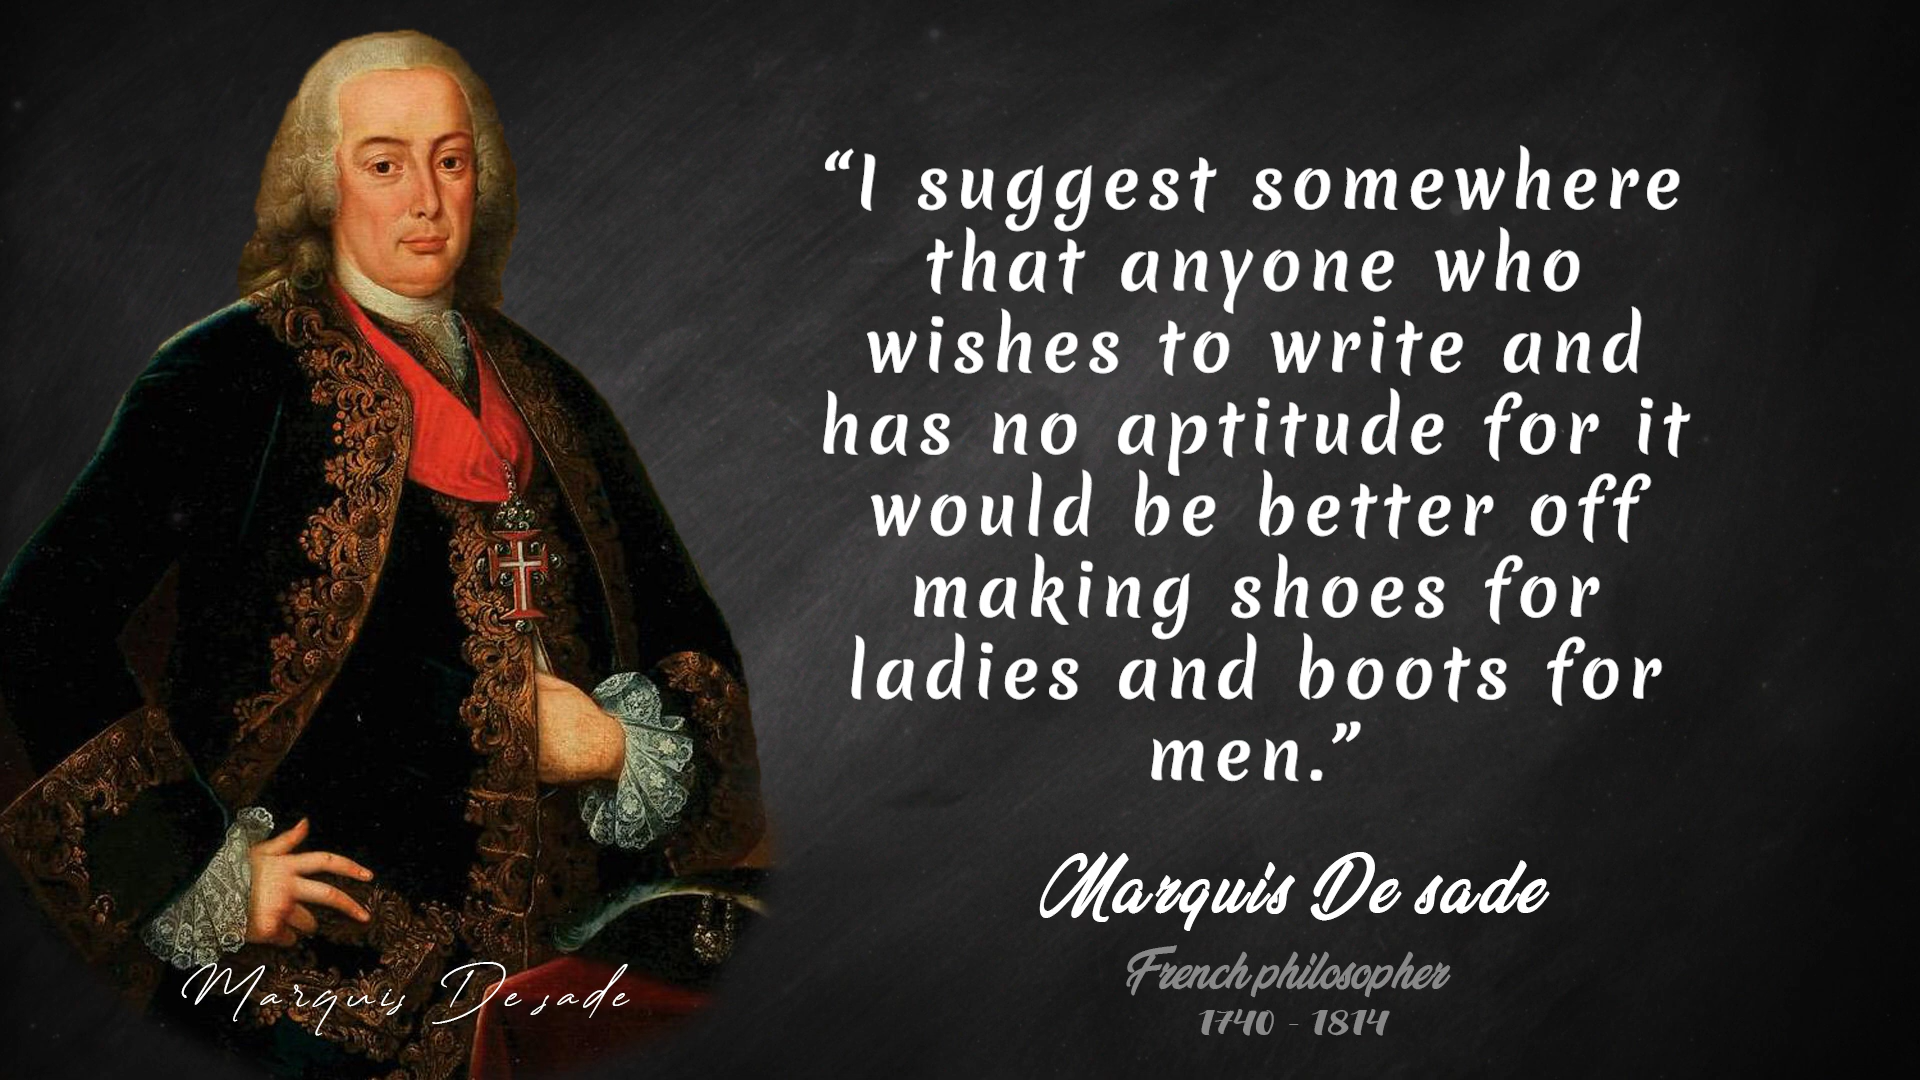 “I suggest somewhere
that anyone who
wishes to write and
has no aptitude for it
would be better off
making shoes for
ladies and boots for
men.”
Marquis De sade
French philosopher
1740 - 1814
Marquis De sade